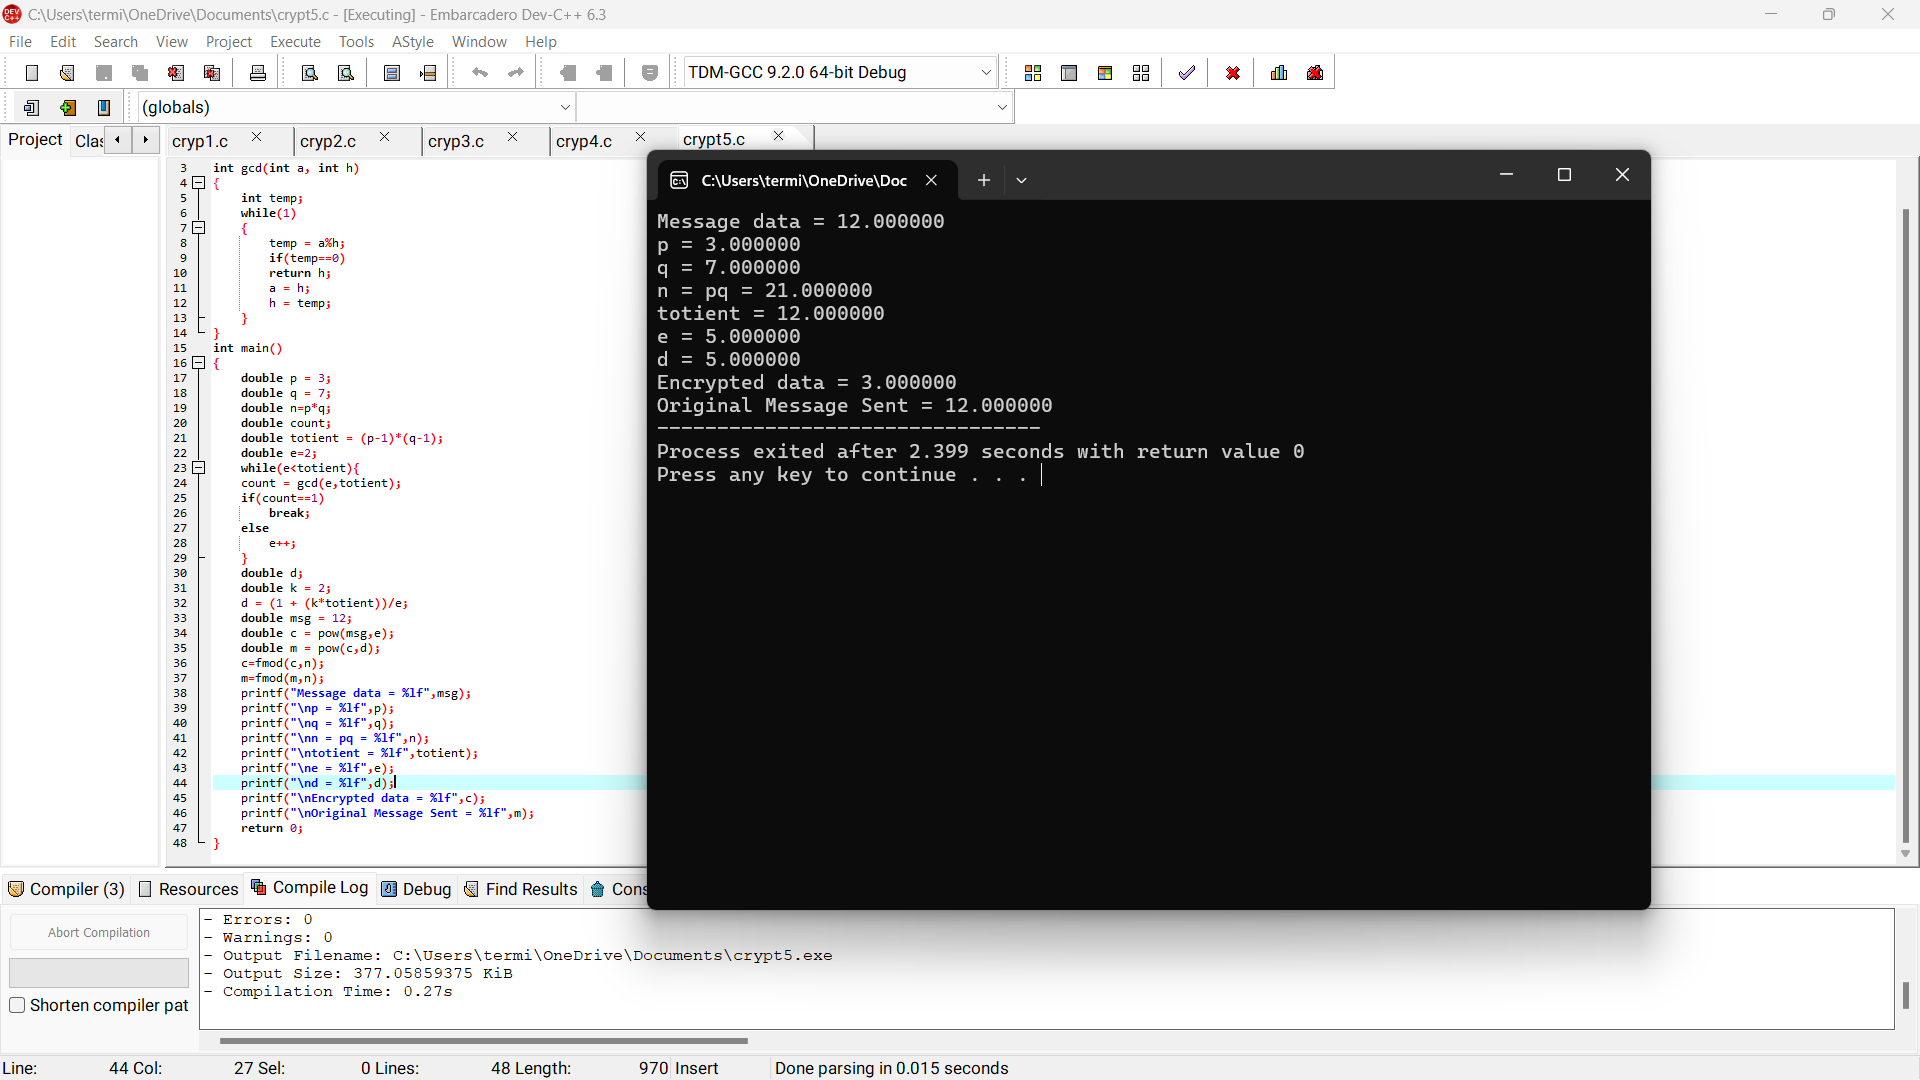 C:\Users\termi\OneDrive\Documents\crypt5.c - [Executing] - Embarcadero Dev-C++ 6.3
File Edit Search View Project Execute Tools AStyle Window Help
TDM-GCC 9.2.0 64-bit Debug
(globals)
Project Clas
cryp1.c cryp2.c cryp3.c cryp4.c crypt5.c
3 int gcd(int a, int h)
4 {
5 int temp;
6 while(1)
7 {
8 temp = a%h;
9 if(temp==0)
10 return h;
11 a = h;
12 h = temp;
13 }
14 }
15 int main()
16 {
17 double p = 3;
18 double q = 7;
19 double n=p*q;
20 double count;
21 double totient = (p-1)*(q-1);
22 double e=2;
23 while(e<totient){
24 count = gcd(e,totient);
25 if(count==1)
26 break;
27 else
28 e++;
29 }
30 double d;
31 double k = 2;
32 d = (1 + (k*totient))/e;
33 double msg = 12;
34 double c = pow(msg,e);
35 double m = pow(c,d);
36 c=fmod(c,n);
37 m=fmod(m,n);
38 printf("Message data = %lf",msg);
39 printf("\np = %lf",p);
40 printf("\nq = %lf",q);
41 printf("\nn = pq = %lf",n);
42 printf("\ntotient = %lf",totient);
43 printf("\ne = %lf",e);
44 printf("\nd = %lf",d);
45 printf("\nEncrypted data = %lf",c);
46 printf("\nOriginal Message Sent = %lf",m);
47 return 0;
48 }
C:\Users\termi\OneDrive\Doc
Message data = 12.000000
p = 3.000000
q = 7.000000
n = pq = 21.000000
totient = 12.000000
e = 5.000000
d = 5.000000
Encrypted data = 3.000000
Original Message Sent = 12.000000
--------------------------------
Process exited after 2.399 seconds with return value 0
Press any key to continue . . .
Compiler (3) Resources Compile Log Debug Find Results Cons
Abort Compilation
Shorten compiler pat
- Errors: 0
- Warnings: 0
- Output Filename: C:\Users\termi\OneDrive\Documents\crypt5.exe
- Output Size: 377.05859375 KiB
- Compilation Time: 0.27s
Line: 44 Col: 27 Sel: 0 Lines: 48 Length: 970 Insert Done parsing in 0.015 seconds